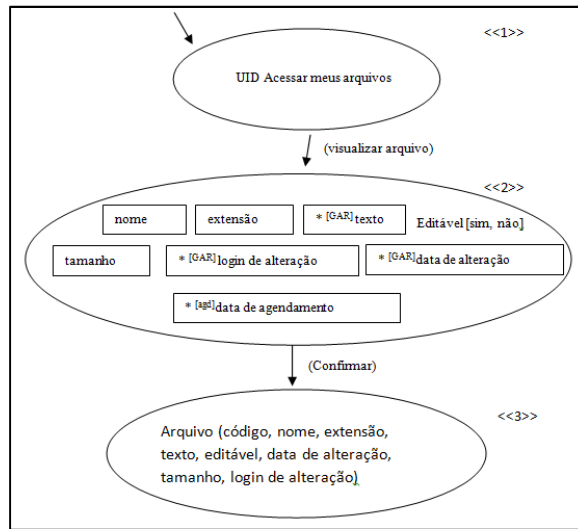 <<1>>
UID Acessar meus arquivos
(visualizar arquivo)
<<2>>
nome extensão * [GAR] texto Editável [sim, não]
tamanho * [GAR] login de alteração * [GAR] data de alteração
* [agd] data de agendamento
(Confirmar)
<<3>>
Arquivo (código, nome, extensão,
texto, editável, data de alteração,
tamanho, login de alteração)